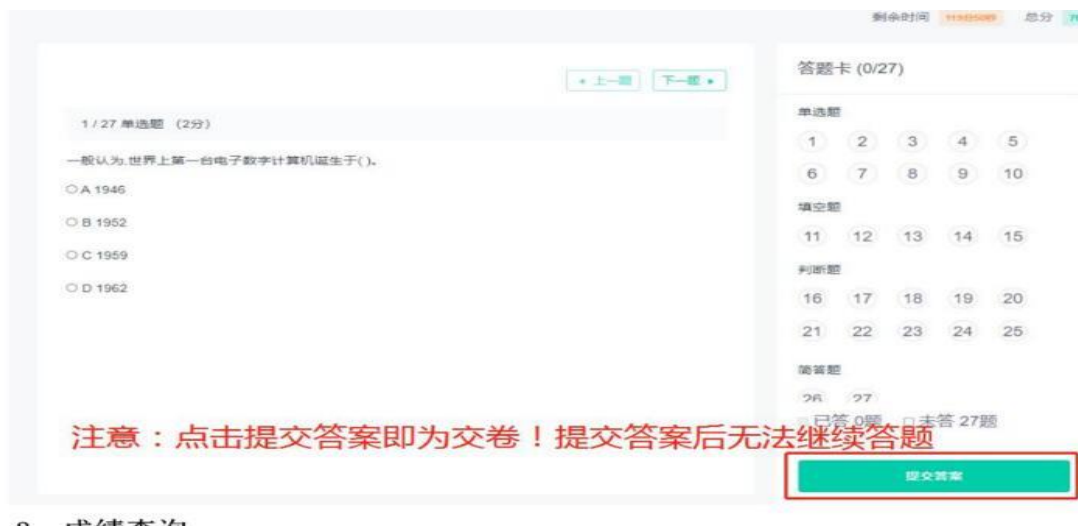 剩余时间 总分
答题卡 (0/27)
上一题 下一题
单选题
1 / 27 单选题 (2分)
1 2 3 4 5
一般认为,世界上第一台电子数字计算机诞生于( )。
6 7 8 9 10
A 1946
填空题
B 1952
11 12 13 14 15
C 1959
判断题
D 1962
16 17 18 19 20
21 22 23 24 25
简答题
26 27
已答 0题 未答 27题
注意：点击提交答案即为交卷！提交答案后无法继续答题
提交答案
成绩查询